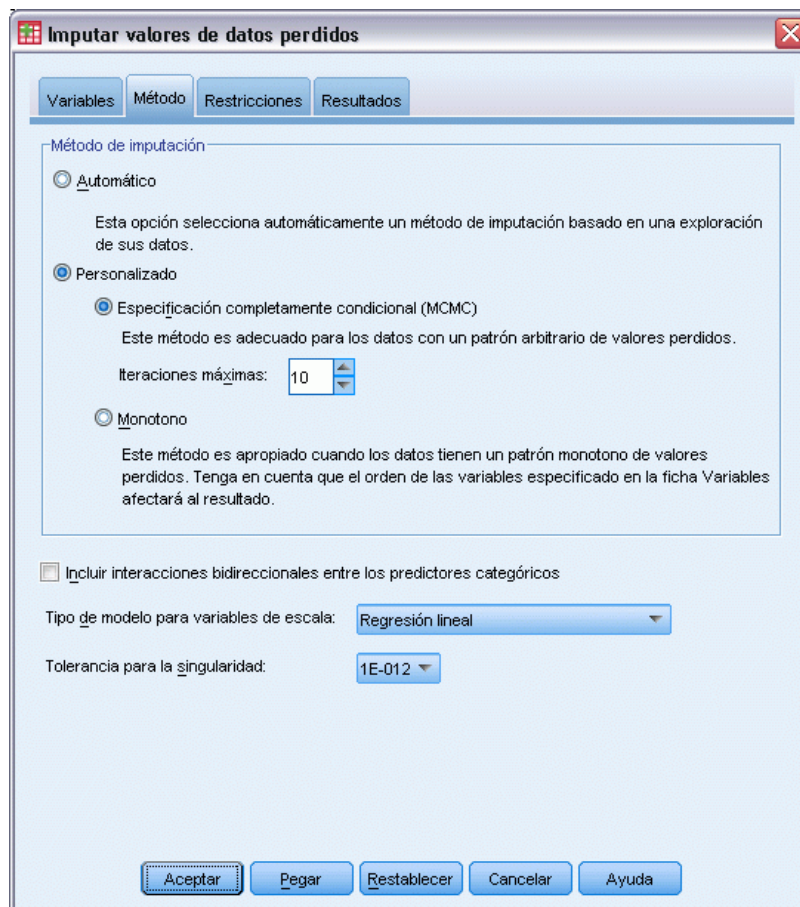 Imputar valores de datos perdidos
Variables
Método
Restricciones
Resultados
Método de imputación
Automático
Esta opción selecciona automáticamente un método de imputación basado en una exploración
de sus datos.
Personalizado
Especificación completamente condicional (MCMC)
Este método es adecuado para los datos con un patrón arbitrario de valores perdidos.
Iteraciones máximas: 10
Monotono
Este método es apropiado cuando los datos tienen un patrón monotono de valores
perdidos. Tenga en cuenta que el orden de las variables especificado en la ficha Variables
afectará al resultado.
Incluir interacciones bidireccionales entre los predictores categóricos
Tipo de modelo para variables de escala: Regresión lineal
Tolerancia para la singularidad: 1E-012
Aceptar
Pegar
Restablecer
Cancelar
Ayuda